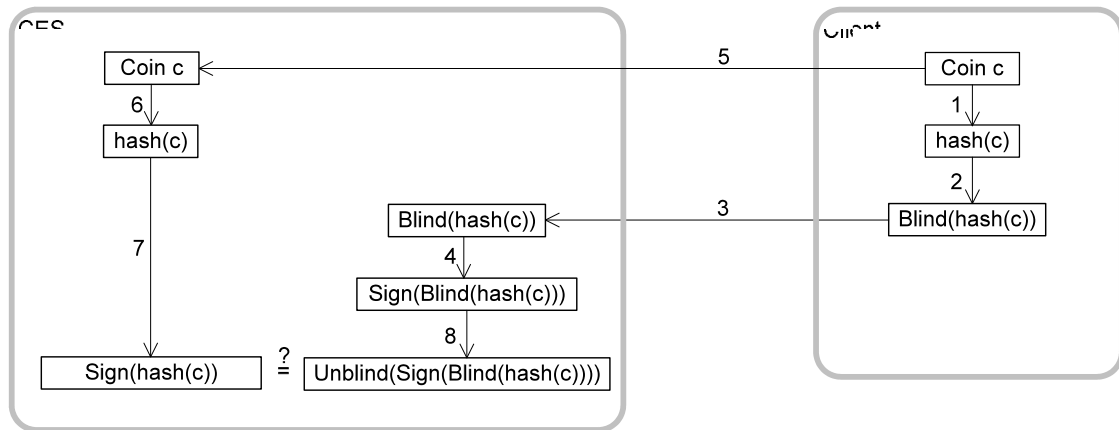 Coin c
5
Coin c
6
1
hash(c)
hash(c)
2
Blind(hash(c))
3
Blind(hash(c))
7
4
Sign(Blind(hash(c)))
8
Sign(hash(c))
?
=
Unblind(Sign(Blind(hash(c))))